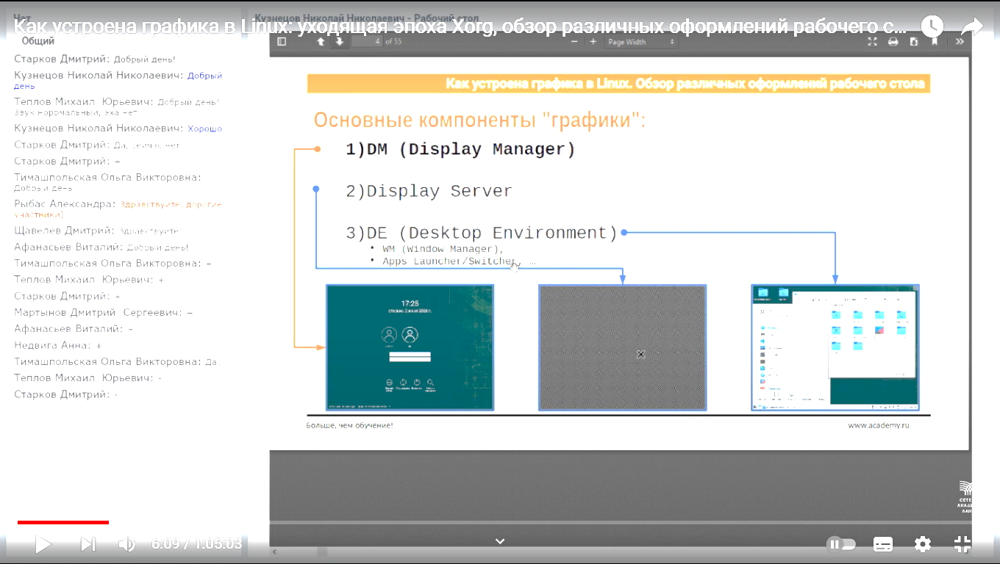 Чат
Кузнецов Николай Николаевич - Рабочий стол
Как устроена графика в Linux: уходящая эпоха Xorg, обзор различных оформлений рабочего с...
Общий
Старков Дмитрий: Добрый день!
Кузнецов Николай Николаевич: Добрый
день
Теплов Михаил Юрьевич: Добрый день!
Звук нормальный, эха нет
Кузнецов Николай Николаевич: Хорошо
Старков Дмитрий: Да, сейчас нет
Старков Дмитрий: +
Тимашпольская Ольга Викторовна:
Добрый день
Рыбас Александра: Здравствуйте, дорогие
участники)
Щавелев Дмитрий: Здравствуйте
Афанасьев Виталий: Добрый день!
Тимашпольская Ольга Викторовна: –
Теплов Михаил Юрьевич: +
Старков Дмитрий: +
Мартынов Дмитрий Сергеевич: –
Афанасьев Виталий: -
Недвига Анна: +
Тимашпольская Ольга Викторовна: Да.
Теплов Михаил Юрьевич: -
Старков Дмитрий: -
4 of 55
Page Width
Как устроена графика в Linux. Обзор различных оформлений рабочего стола
Основные компоненты "графики":
1)DM (Display Manager)
2)Display Server
3)DE (Desktop Environment)
• WM (Window Manager),
• Apps Launcher/Switcher, …
17:25
Больше, чем обучение!
www.academy.ru
6:09 / 1:05:03